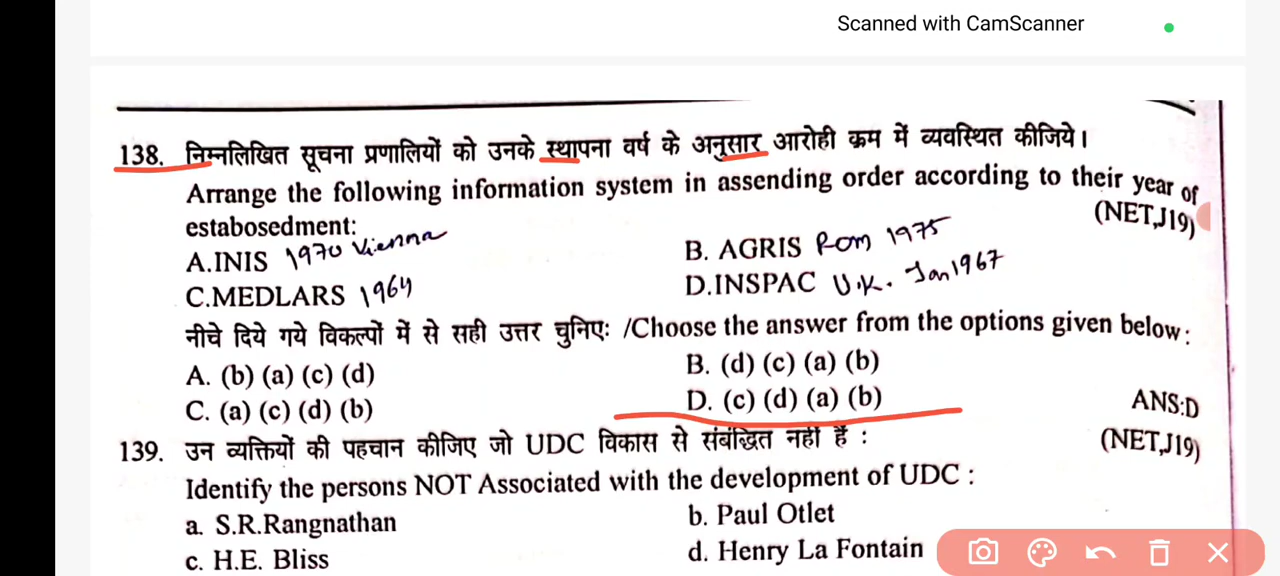 Scanned with CamScanner
138. निम्नलिखित सूचना प्रणालियों को उनके स्थापना वर्ष के अनुसार आरोही क्रम में व्यवस्थित कीजिये।
Arrange the following information system in assending order according to their year of
estabosedment: (NET,J19)
A.INIS 1970 Vienna B. AGRIS Rom 1975
C.MEDLARS 1964 D.INSPAC U.K. Jan 1967
नीचे दिये गये विकल्पों में से सही उत्तर चुनिएः /Choose the answer from the options given below:
A. (b) (a) (c) (d) B. (d) (c) (a) (b)
C. (a) (c) (d) (b) D. (c) (d) (a) (b) ANS:D
139. उन व्यक्तियों की पहचान कीजिए जो UDC विकास से संबंद्धित नहीं हैं : (NET,J19)
Identify the persons NOT Associated with the development of UDC :
a. S.R.Rangnathan b. Paul Otlet
c. H.E. Bliss d. Henry La Fontain